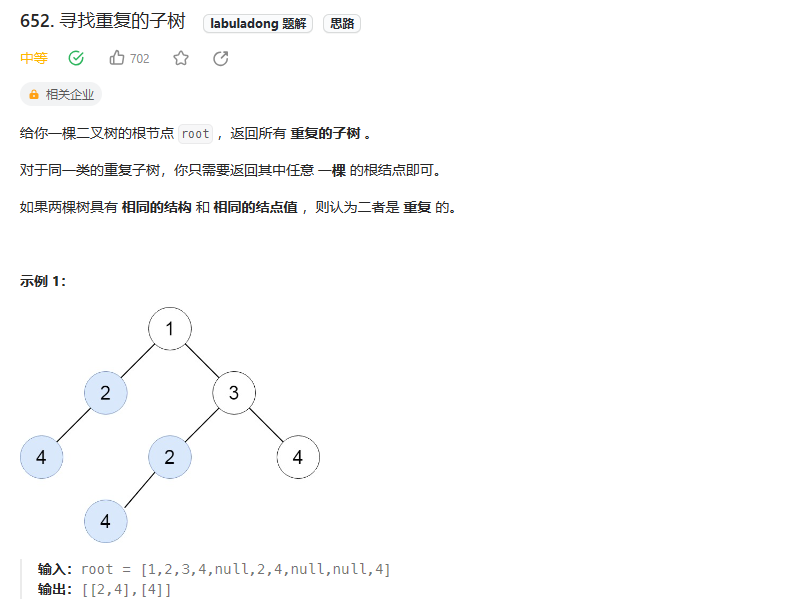 652. 寻找重复的子树 labuladong 题解 思路
中等 702
相关企业
给你一棵二叉树的根节点 root ，返回所有 重复的子树 。
对于同一类的重复子树，你只需要返回其中任意 一棵 的根结点即可。
如果两棵树具有 相同的结构 和 相同的结点值 ，则认为二者是 重复 的。
示例 1：
1
2 3
4 2 4
4
输入：root = [1,2,3,4,null,2,4,null,null,4]
输出：[[2,4],[4]]